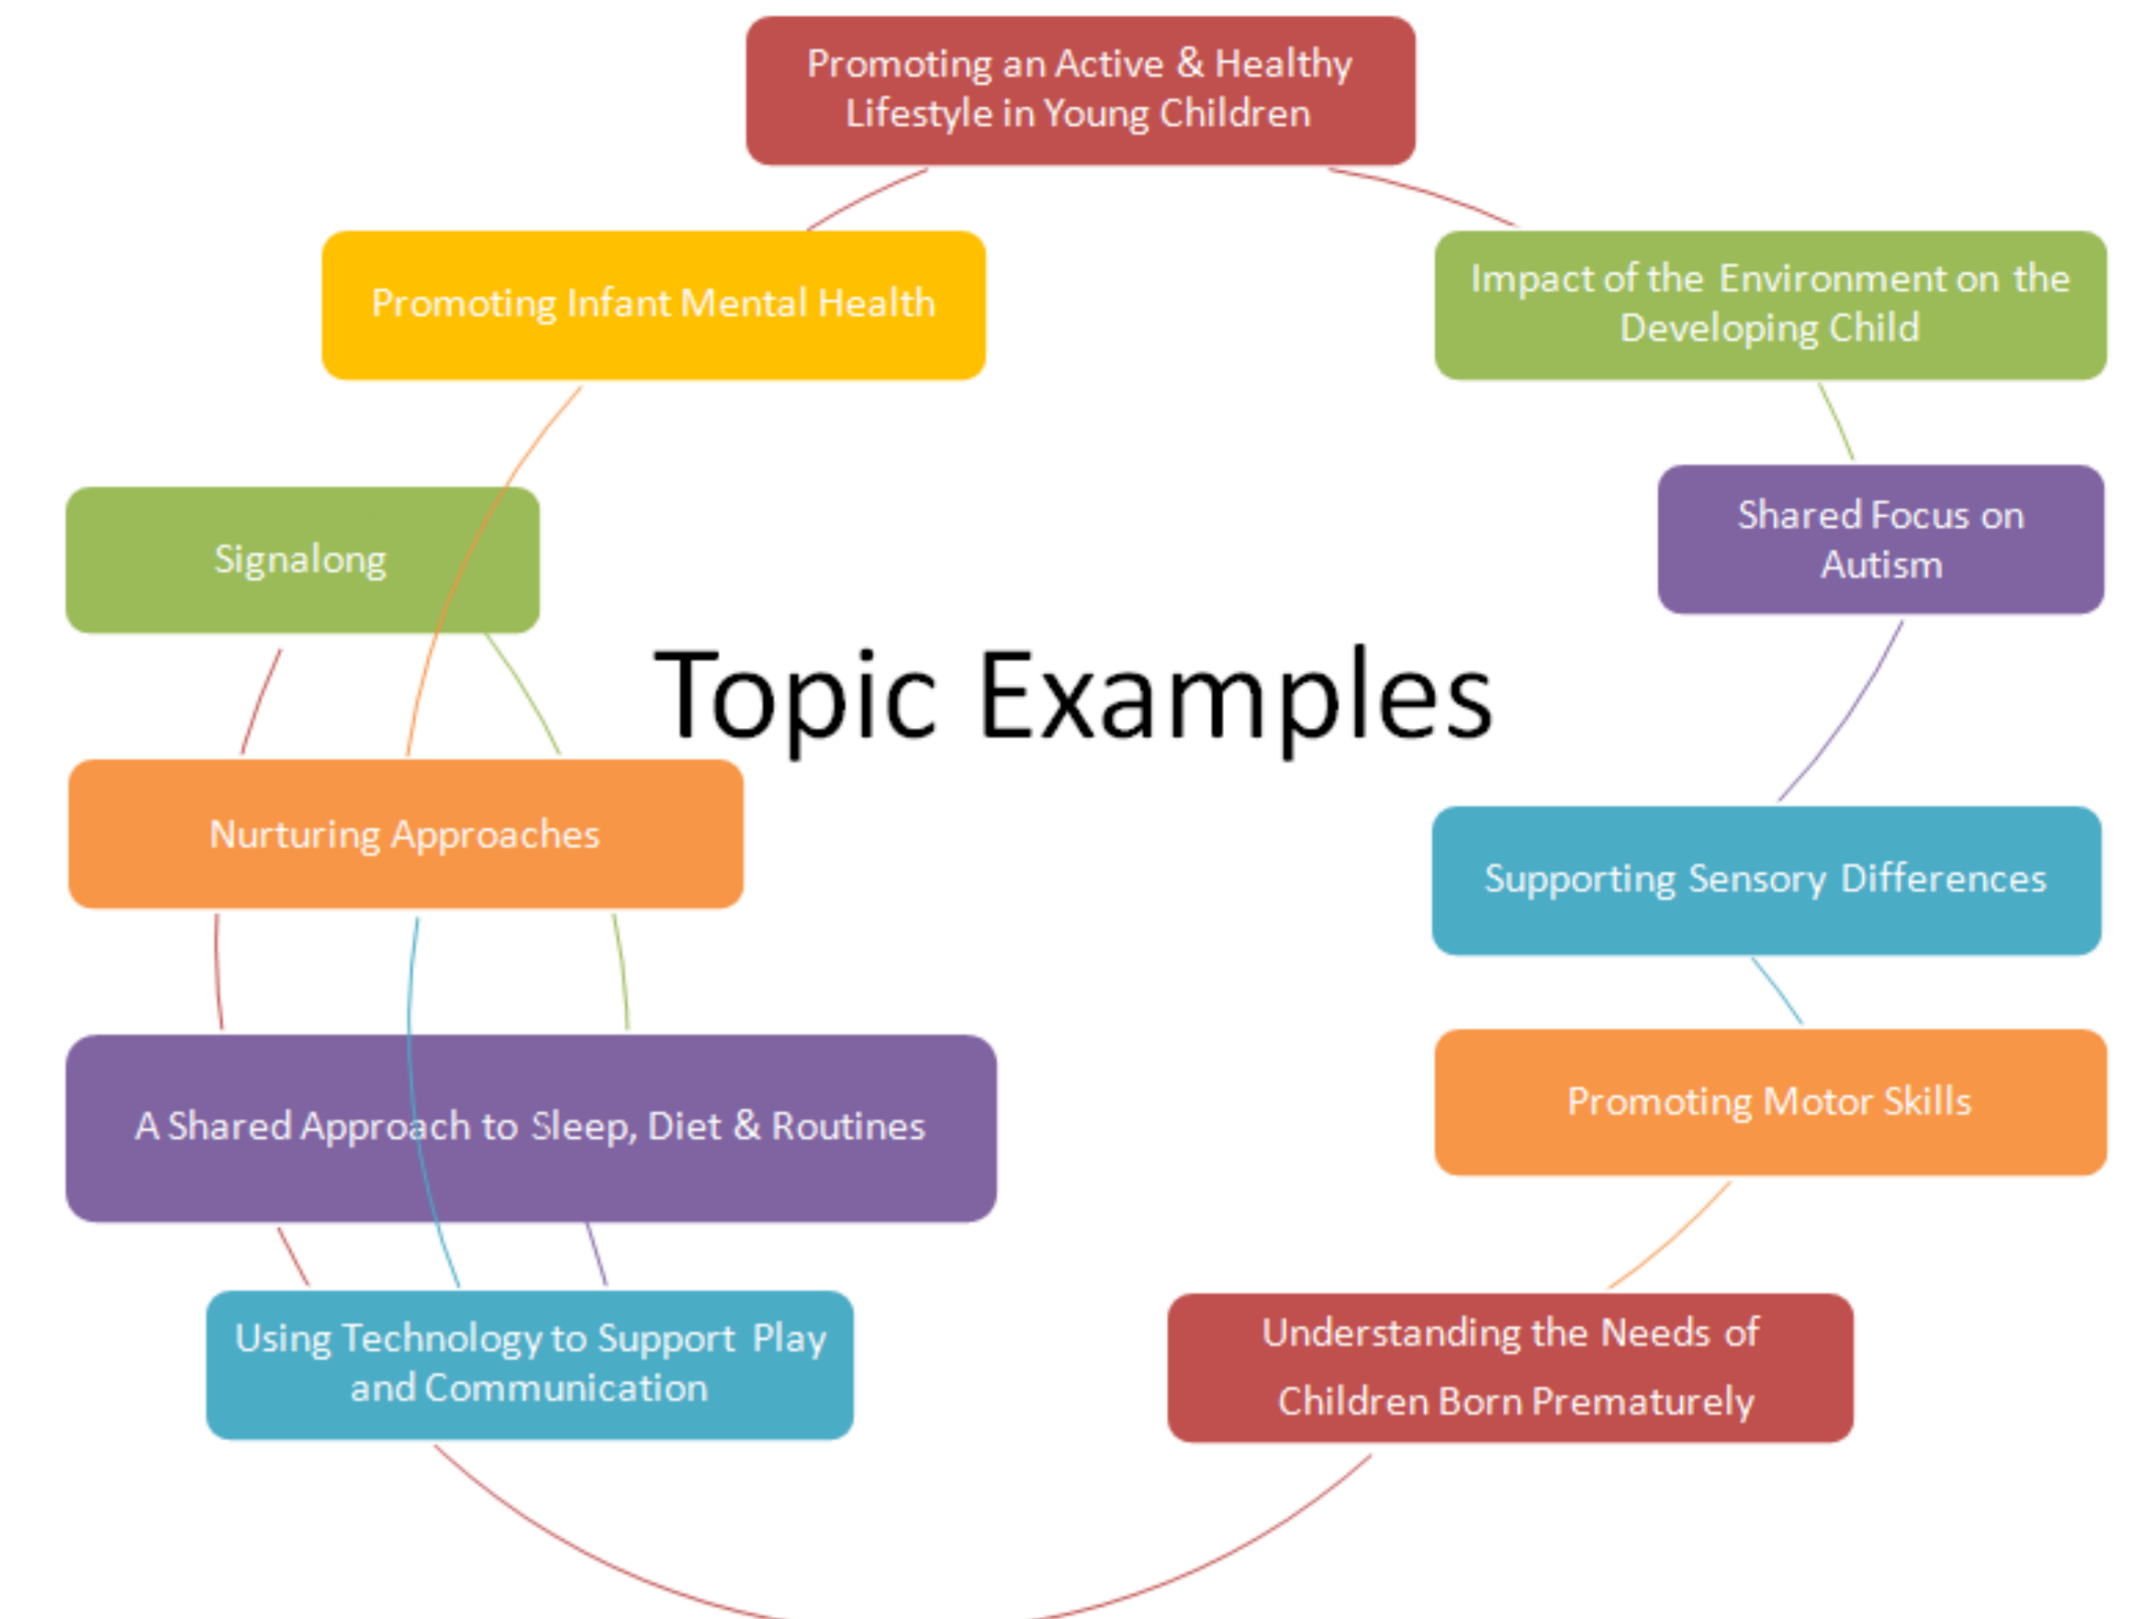 Promoting an Active & Healthy
Lifestyle in Young Children
Promoting Infant Mental Health
Impact of the Environment on the
Developing Child
Signalong
Shared Focus on
Autism
Topic Examples
Nurturing Approaches
Supporting Sensory Differences
A Shared Approach to Sleep, Diet & Routines
Promoting Motor Skills
Using Technology to Support Play
and Communication
Understanding the Needs of
Children Born Prematurely